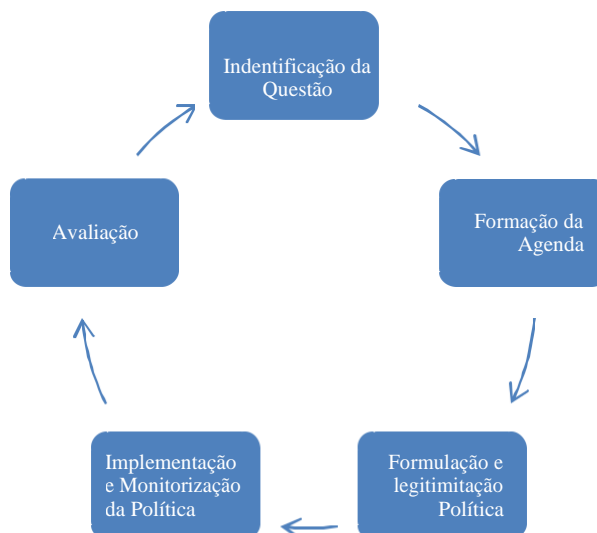 Indentificação da
Questão
Formação da
Agenda
Formulação e
legitimitação
Política
Implementação
e Monitorização
da Política
Avaliação